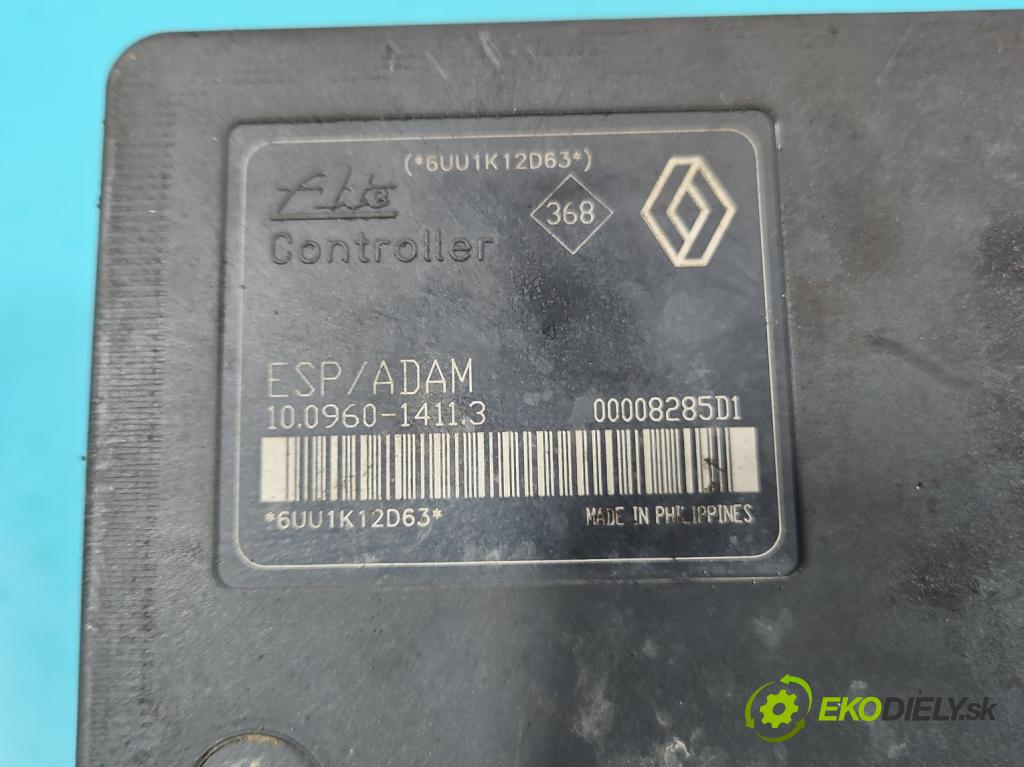 (*6UU1K12D63*)
Ate
368
Controller
ESP/ADAM
10.0960-1411.3 00008285D1
*6UU1K12D63* MADE IN PHILIPPINES
EKODIELY.sk